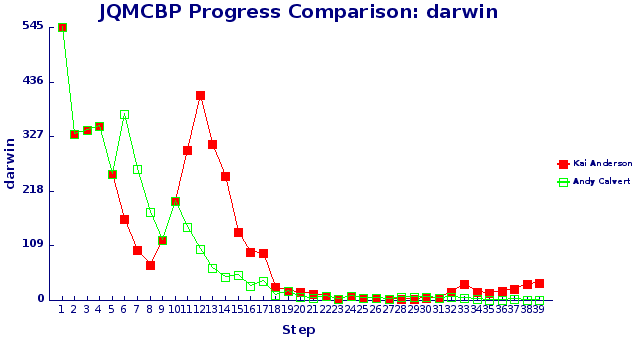 JQMCBP Progress Comparison: darwin
545
436
327
218
109
0
darwin
1 2 3 4 5 6 7 8 9 10 11 12 13 14 15 16 17 18 19 20 21 22 23 24 25 26 27 28 29 30 31 32 33 34 35 36 37 38 39
Step
Kai Anderson
Andy Calvert